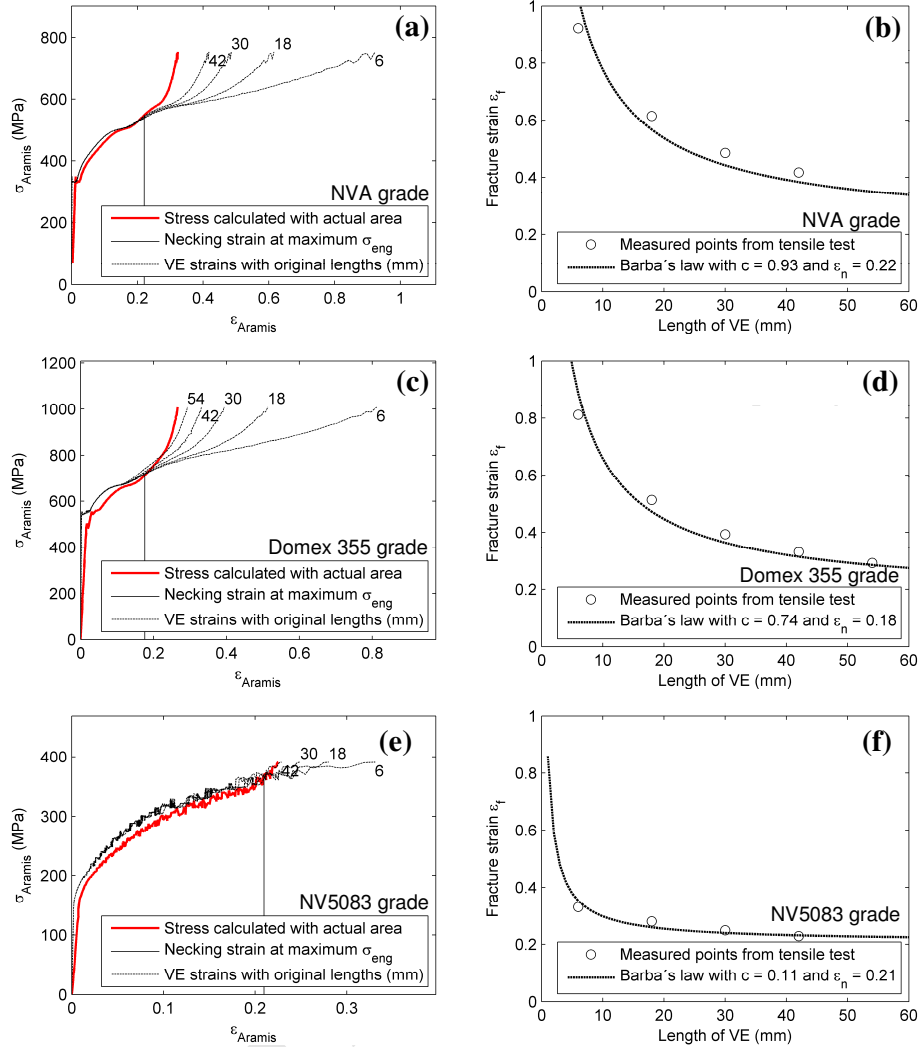 (a)
800
600
400
200
0
σAramis (MPa)
42
30
18
6
NVA grade
Stress calculated with actual area
Necking strain at maximum σeng
VE strains with original lengths (mm)
0 0.2 0.4 0.6 0.8 1
εAramis
(b)
1
0.8
0.6
0.4
0.2
0
Fracture strain εf
NVA grade
Measured points from tensile test
Barba´s law with c = 0.93 and εn = 0.22
0 10 20 30 40 50 60
Length of VE (mm)
(c)
1200
1000
800
600
400
200
0
σAramis (MPa)
54
42
30
18
6
Domex 355 grade
Stress calculated with actual area
Necking strain at maximum σeng
VE strains with original lengths (mm)
0 0.2 0.4 0.6 0.8
εAramis
(d)
1
0.8
0.6
0.4
0.2
0
Fracture strain εf
Domex 355 grade
Measured points from tensile test
Barba´s law with c = 0.74 and εn = 0.18
0 10 20 30 40 50 60
Length of VE (mm)
(e)
400
300
200
100
0
σAramis (MPa)
42
30
18
6
NV5083 grade
Stress calculated with actual area
Necking strain at maximum σeng
VE strains with original lengths (mm)
0 0.1 0.2 0.3
εAramis
(f)
1
0.8
0.6
0.4
0.2
0
Fracture strain εf
NV5083 grade
Measured points from tensile test
Barba´s law with c = 0.11 and εn = 0.21
0 10 20 30 40 50 60
Length of VE (mm)